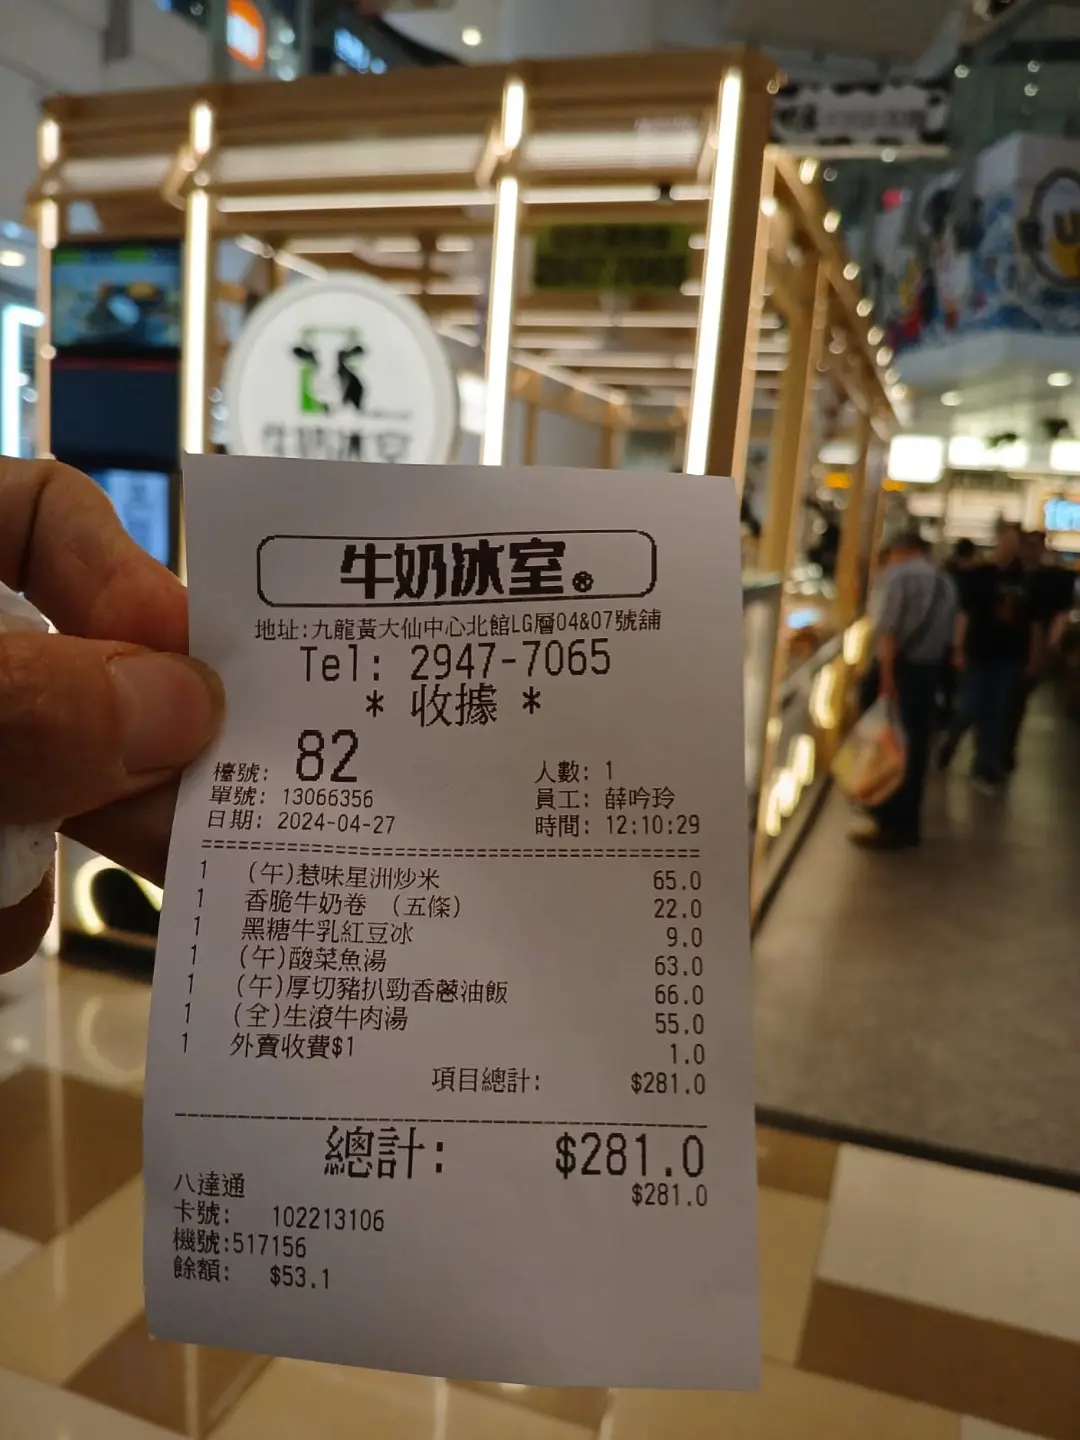 牛奶冰室
牛奶冰室
地址:九龍黃大仙中心北館LG層04&07號舖
Tel: 2947-7065
* 收據 *
檯號: 82 人數: 1
單號: 13066356 員工: 薛吟玲
日期: 2024-04-27 時間: 12:10:29
1 (午)惹味星洲炒米 65.0
1 香脆牛奶卷 (五條) 22.0
1 黑糖牛乳紅豆冰 9.0
1 (午)酸菜魚湯 63.0
1 (午)厚切豬扒勁香蔥油飯 66.0
1 (全)生滾牛肉湯 55.0
1 外賣收費$1 1.0
項目總計: $281.0
總計: $281.0
八達通 $281.0
卡號: 102213106
機號:517156
餘額: $53.1